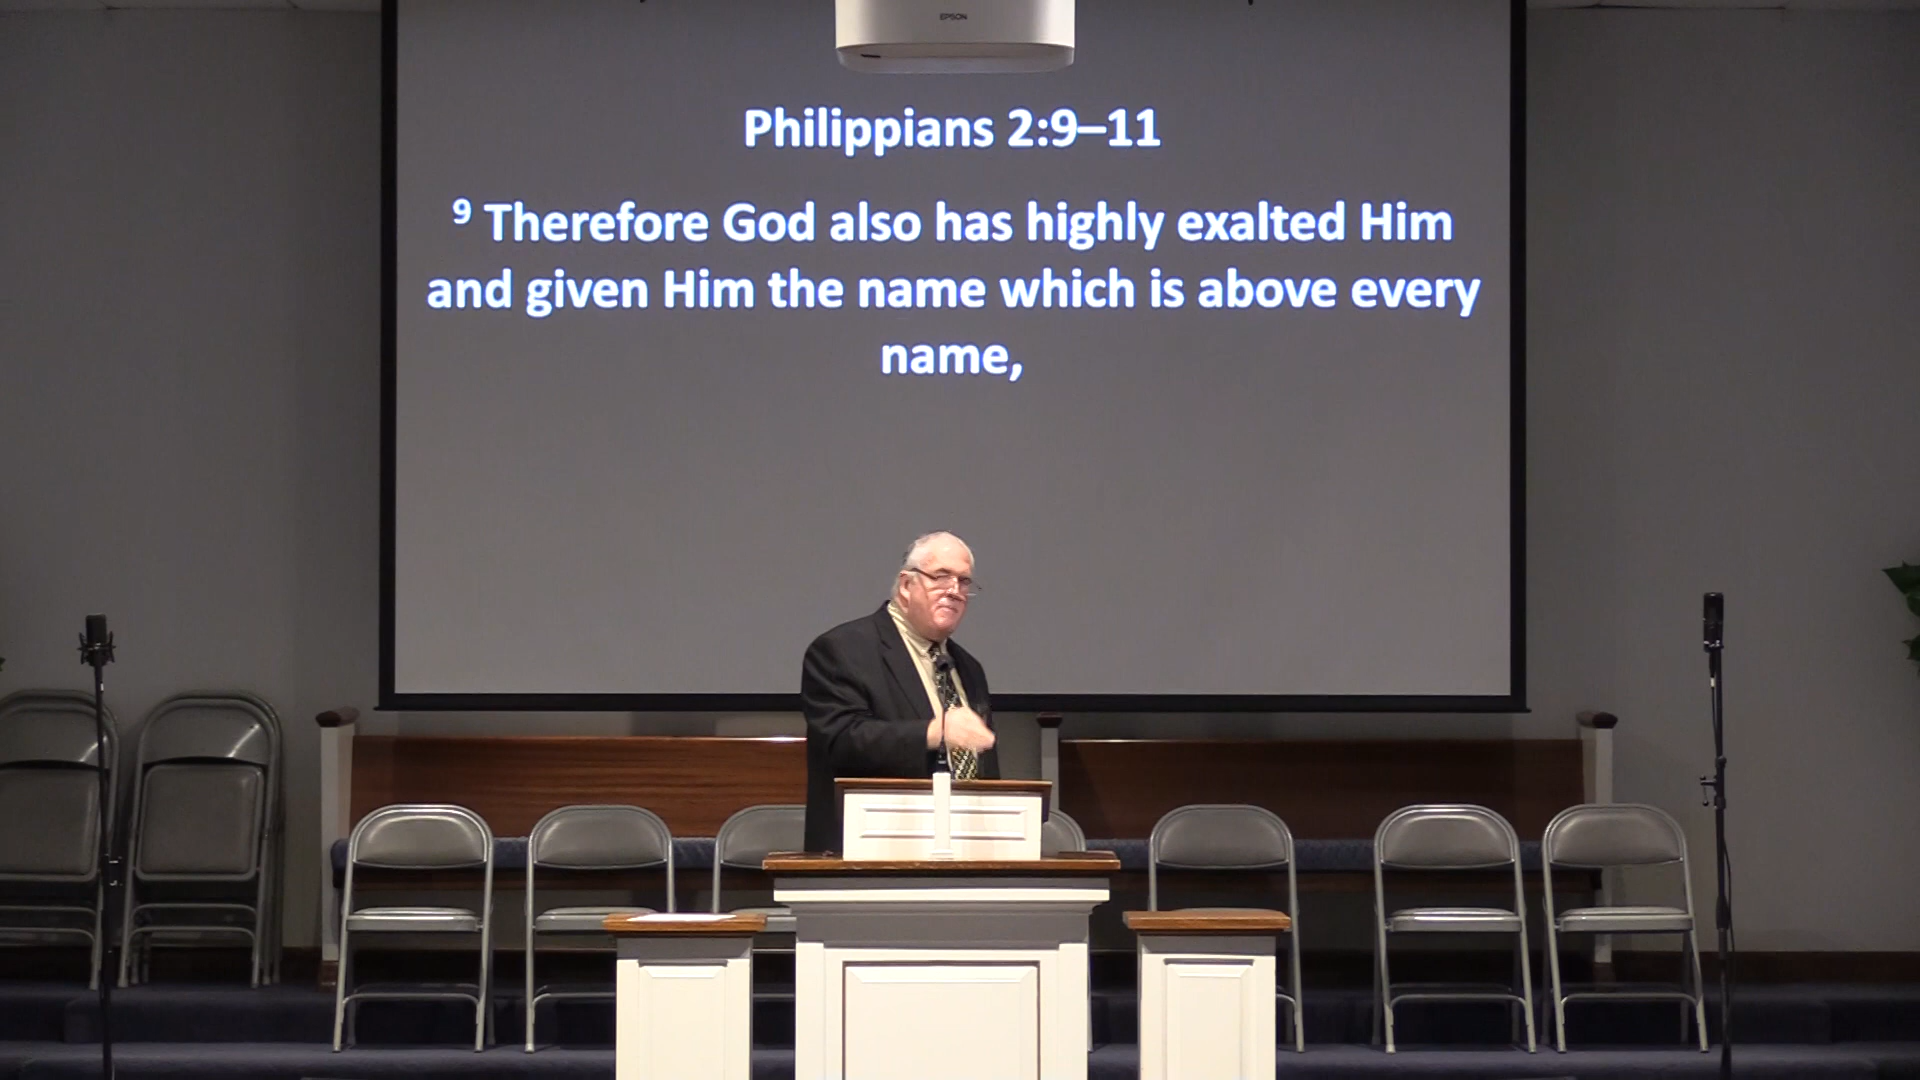 EPSON
Philippians 2:9–11
9 Therefore God also has highly exalted Him
and given Him the name which is above every
name,